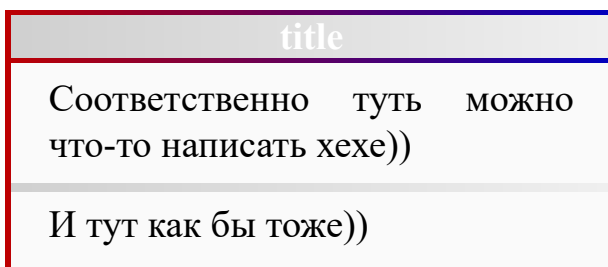 title
Соответственно туть можно
что-то написать хехе))
И тут как бы тоже))